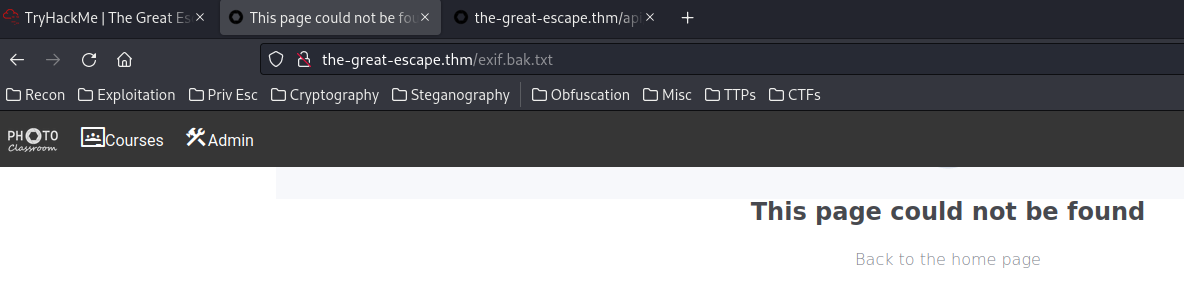 TryHackMe | The Great Es
This page could not be fou
the-great-escape.thm/api
the-great-escape.thm/exif.bak.txt
Recon Exploitation Priv Esc Cryptography Steganography Obfuscation Misc TTPs CTFs
PHOTO
Classroom
Courses Admin
This page could not be found
Back to the home page